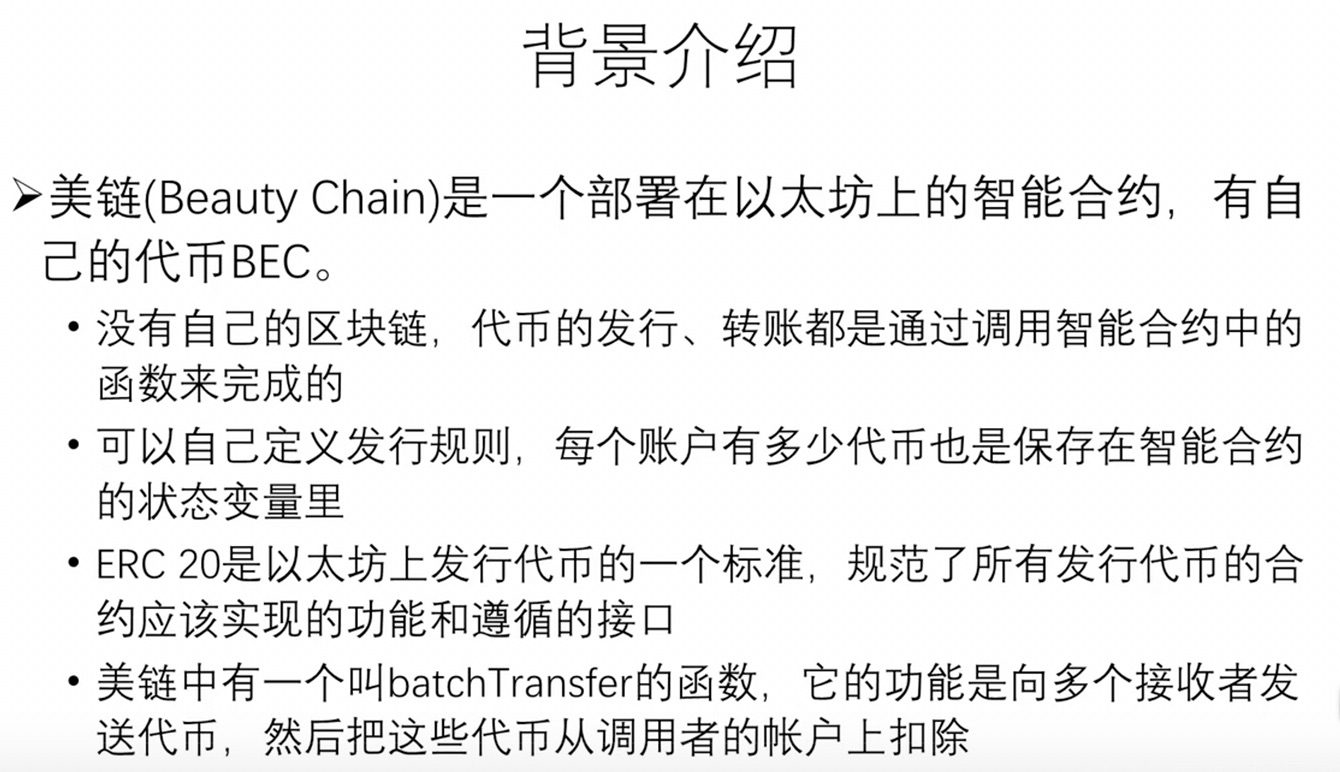 背景介绍
➢美链(Beauty Chain)是一个部署在以太坊上的智能合约，有自
己的代币BEC。
• 没有自己的区块链，代币的发行、转账都是通过调用智能合约中的
函数来完成的
• 可以自己定义发行规则，每个账户有多少代币也是保存在智能合约
的状态变量里
• ERC 20是以太坊上发行代币的一个标准，规范了所有发行代币的合
约应该实现的功能和遵循的接口
• 美链中有一个叫batchTransfer的函数，它的功能是向多个接收者发
送代币，然后把这些代币从调用者的帐户上扣除